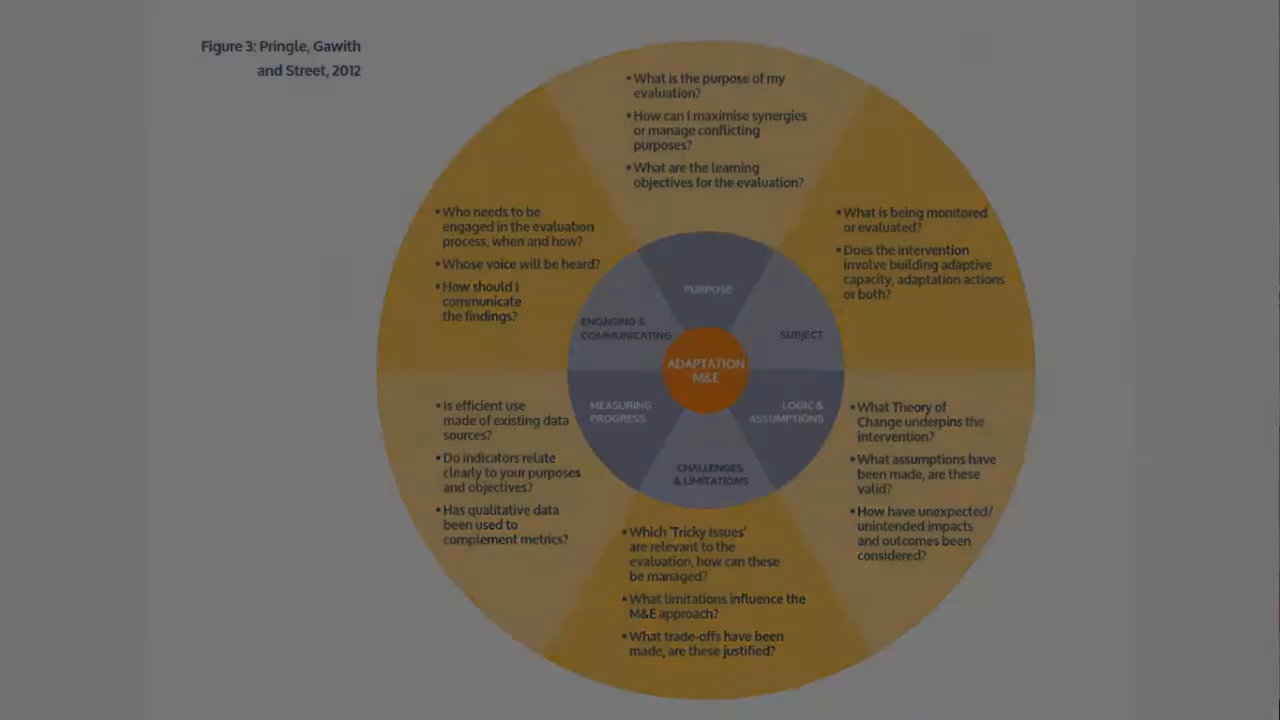 Figure 3: Pringle, Gawith
and Street, 2012
• What is the purpose of my
evaluation?
• How can I maximise synergies
or manage conflicting
purposes?
• What are the learning
objectives for the evaluation?
• Who needs to be
engaged in the evaluation
process, when and how?
• Whose voice will be heard?
• How should I
communicate
the findings?
• What is being monitored
or evaluated?
• Does the intervention
involve building adaptive
capacity, adaptation actions
or both?
PURPOSE
ENGAGING &
COMMUNICATING
SUBJECT
ADAPTATION
M&E
MEASURING
PROGRESS
LOGIC &
ASSUMPTIONS
CHALLENGES
& LIMITATIONS
• Is efficient use
made of existing data
sources?
• Do indicators relate
clearly to your purposes
and objectives?
• Has qualitative data
been used to
complement metrics?
• What Theory of
Change underpins the
intervention?
• What assumptions have
been made, are these
valid?
• How have unexpected/
unintended impacts
and outcomes been
considered?
• Which 'Tricky Issues'
are relevant to the
evaluation, how can these
be managed?
• What limitations influence the
M&E approach?
• What trade-offs have been
made, are these justified?